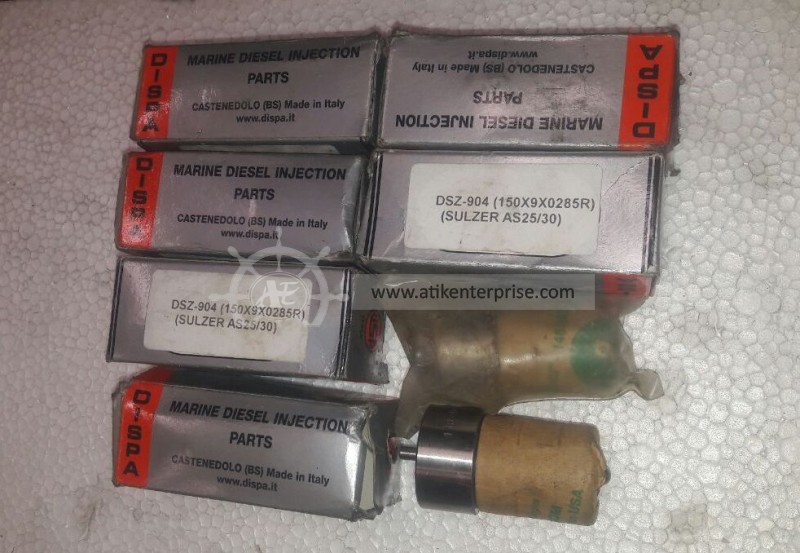 DISPA
MARINE DIESEL INJECTION
PARTS
CASTENEDOLO (BS) Made in Italy
www.dispa.it
DISPA
MARINE DIESEL INJECTION
PARTS
CASTENEDOLO (BS) Made in Italy
www.dispa.it
DISPA
MARINE DIESEL INJECTION
PARTS
CASTENEDOLO (BS) Made in Italy
www.dispa.it
DSZ-904 (150X9X0285R)
(SULZER AS25/30)
DSZ-904 (150X9X0285R)
(SULZER AS25/30)
AE
www.atikenterprise.com
DISPA
MARINE DIESEL INJECTION
PARTS
CASTENEDOLO (BS) Made in Italy
www.dispa.it
USA